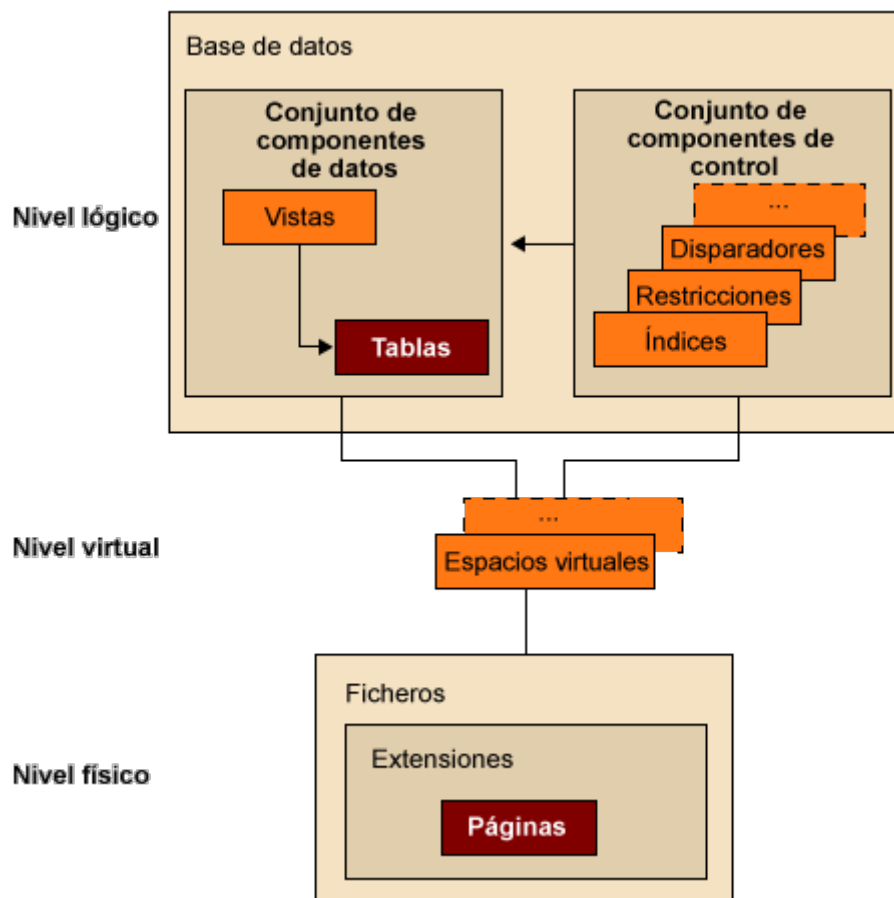 Base de datos
Conjunto de
componentes
de datos
Vistas
Tablas
Conjunto de
componentes de
control
...
Disparadores
Restricciones
Índices
Nivel lógico
Nivel virtual
...
Espacios virtuales
Nivel físico
Ficheros
Extensiones
Páginas